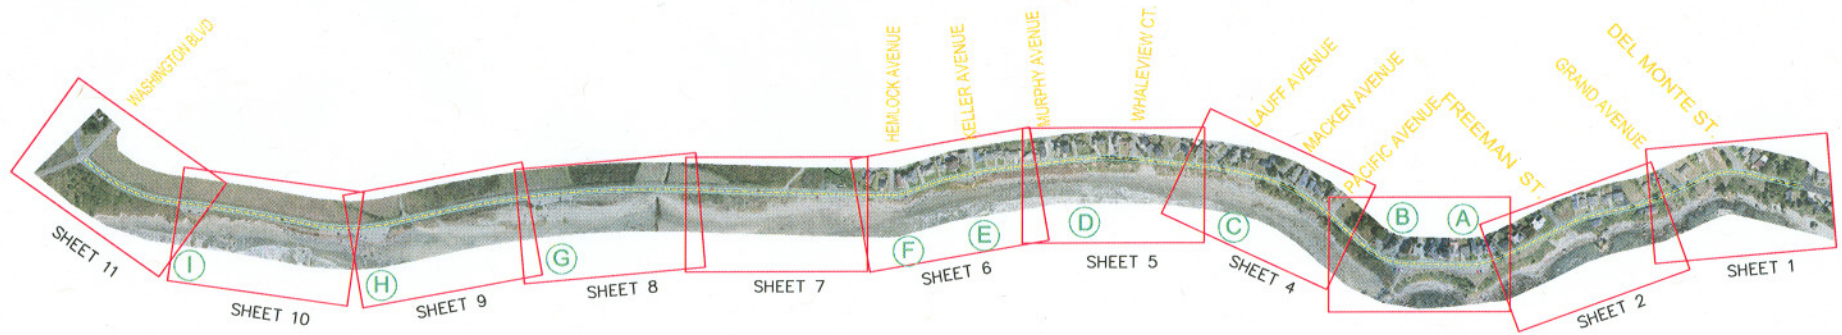 WASHINGTON BLVD.
HEMLOCK AVENUE
KELLER AVENUE
MURPHY AVENUE
WHALEVIEW CT.
LAUFF AVENUE
MACKEN AVENUE
PACIFIC AVENUE
FREEMAN ST.
GRAND AVENUE
DEL MONTE ST.
I
H
G
F
E
D
C
B
A
SHEET 11
SHEET 10
SHEET 9
SHEET 8
SHEET 7
SHEET 6
SHEET 5
SHEET 4
SHEET 2
SHEET 1